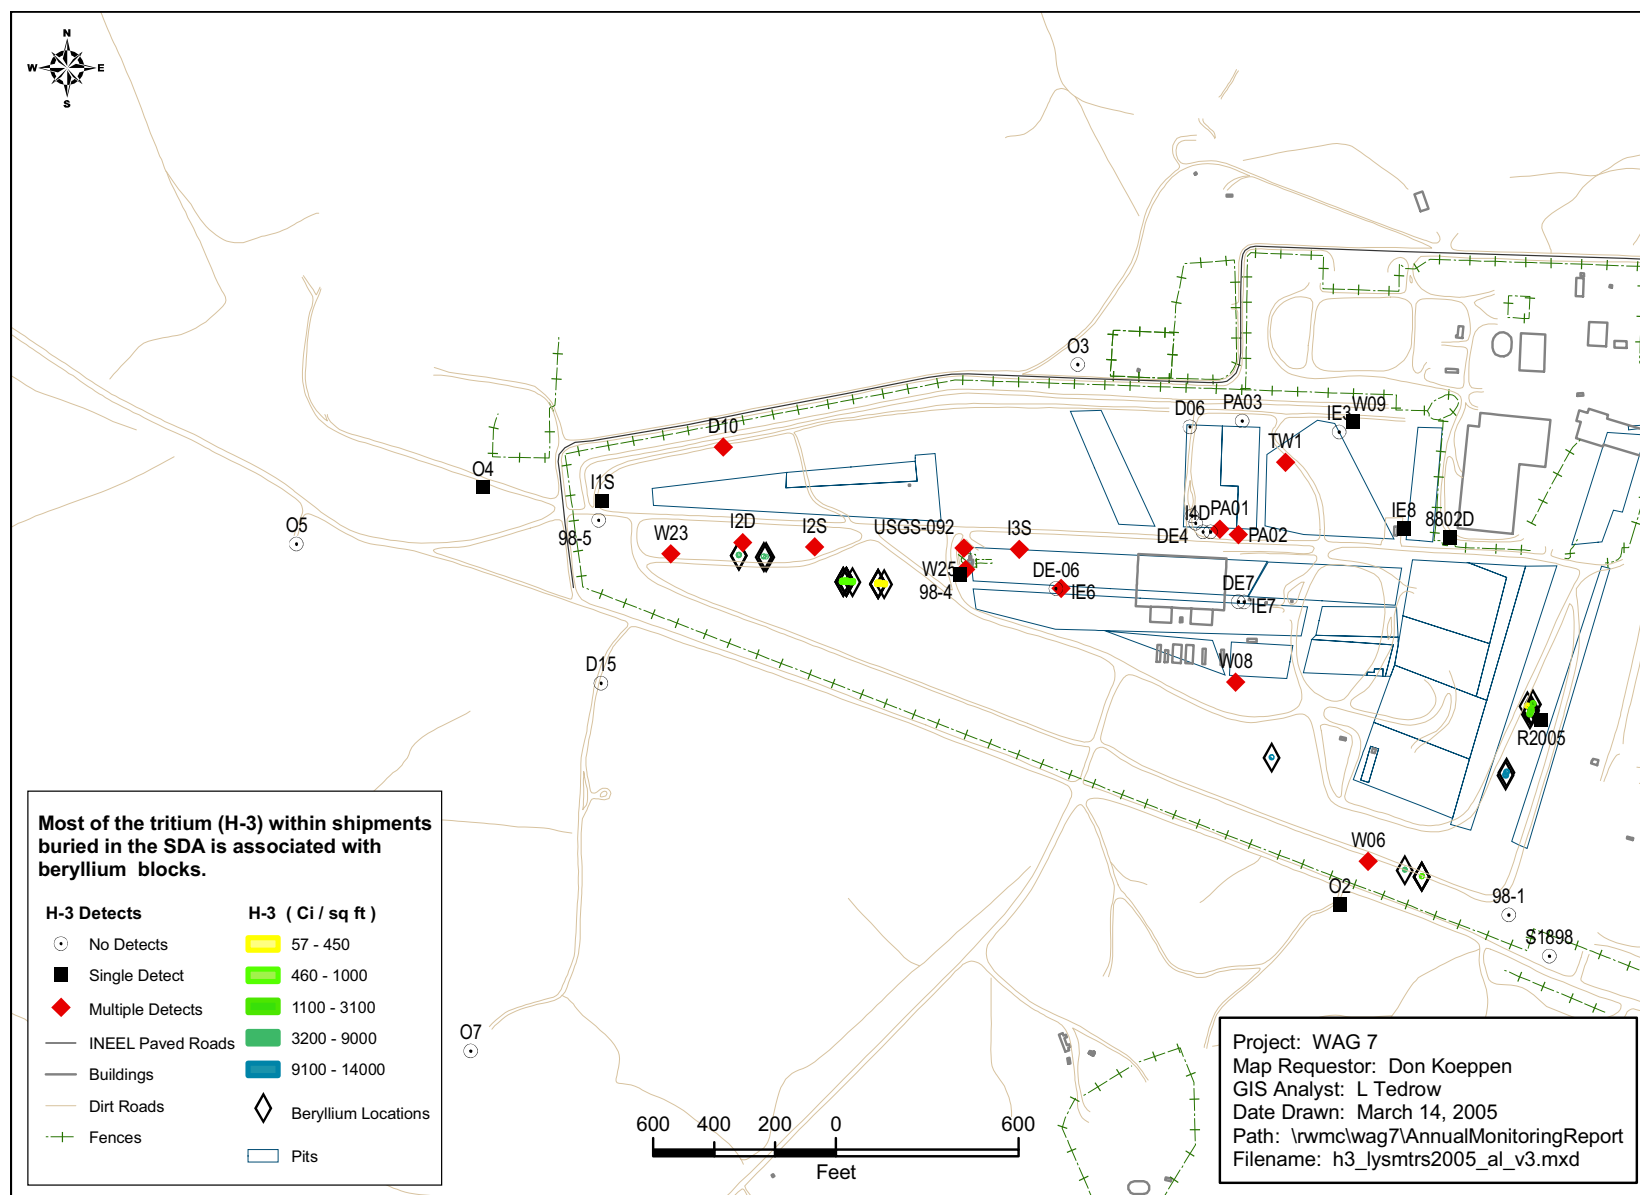 N
W E
S
O3
D06
PA03
IE3
W09
D10
TW1
O4
I1S
O5
98-5
W23
I2D
I2S
USGS-092
I3S
I4D
PA01
DE4
PA02
IE8
8802D
W25
98-4
DE-06
IE6
DE7
IE7
D15
W08
R2005
W06
O2
98-1
S1898
O7
Most of the tritium (H-3) within shipments
buried in the SDA is associated with
beryllium blocks.
H-3 Detects
No Detects
Single Detect
Multiple Detects
INEEL Paved Roads
Buildings
Dirt Roads
Fences
H-3 ( Ci / sq ft )
57 - 450
460 - 1000
1100 - 3100
3200 - 9000
9100 - 14000
Beryllium Locations
Pits
600 400 200 0 600
Feet
Project: WAG 7
Map Requestor: Don Koeppen
GIS Analyst: L Tedrow
Date Drawn: March 14, 2005
Path: \rwmc\wag7\AnnualMonitoringReport
Filename: h3_lysmtrs2005_al_v3.mxd